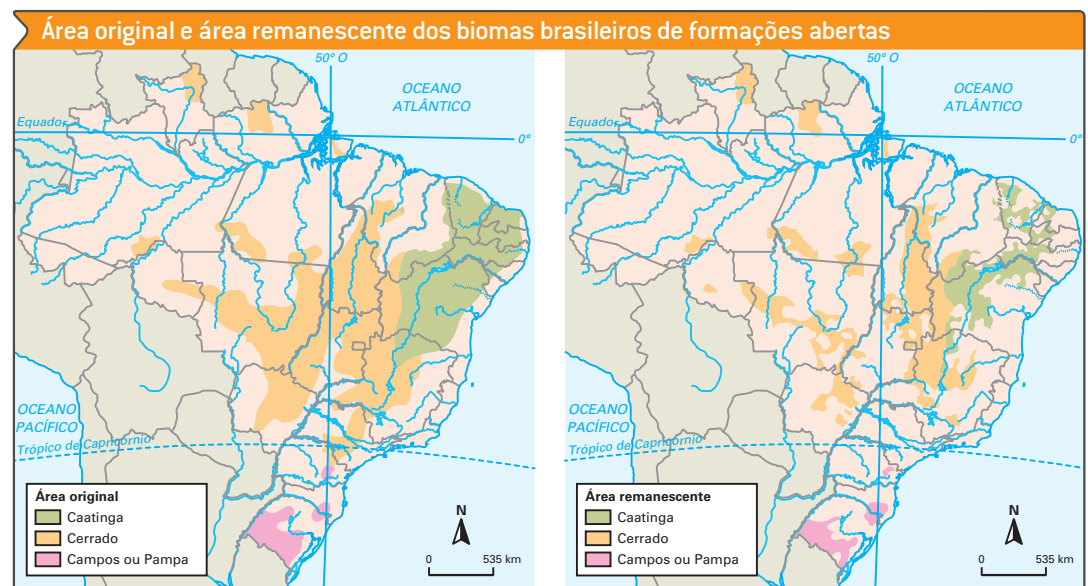 Área original e área remanescente dos biomas brasileiros de formações abertas
50° O
OCEANO
ATLÂNTICO
Equador
0°
OCEANO
PACÍFICO
Trópico de Capricórnio
Área original
Caatinga
Cerrado
Campos ou Pampa
N
0 535 km
50° O
OCEANO
ATLÂNTICO
Equador
0°
OCEANO
PACÍFICO
Trópico de Capricórnio
Área remanescente
Caatinga
Cerrado
Campos ou Pampa
N
0 535 km